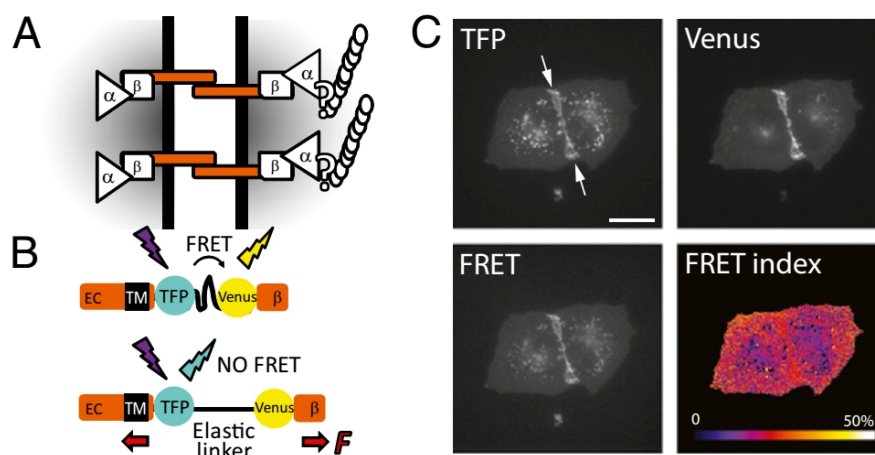 A
α β β α ?
α β β α ?
B
FRET
EC TM TFP Venus β
NO FRET
EC TM TFP Venus β
Elastic
linker
F
C
TFP
Venus
FRET
FRET index
0 50%